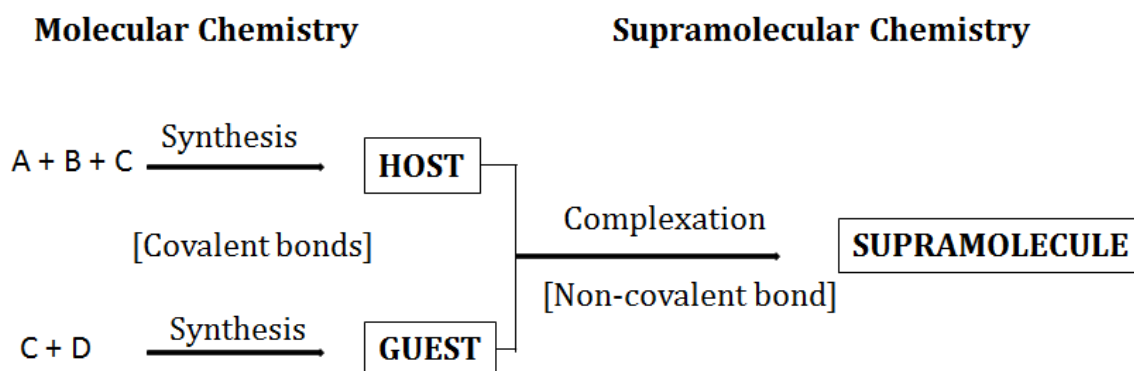 Molecular Chemistry
Supramolecular Chemistry
Synthesis
A + B + C
HOST
Complexation
[Covalent bonds]
SUPRAMOLECULE
[Non-covalent bond]
Synthesis
C + D
GUEST